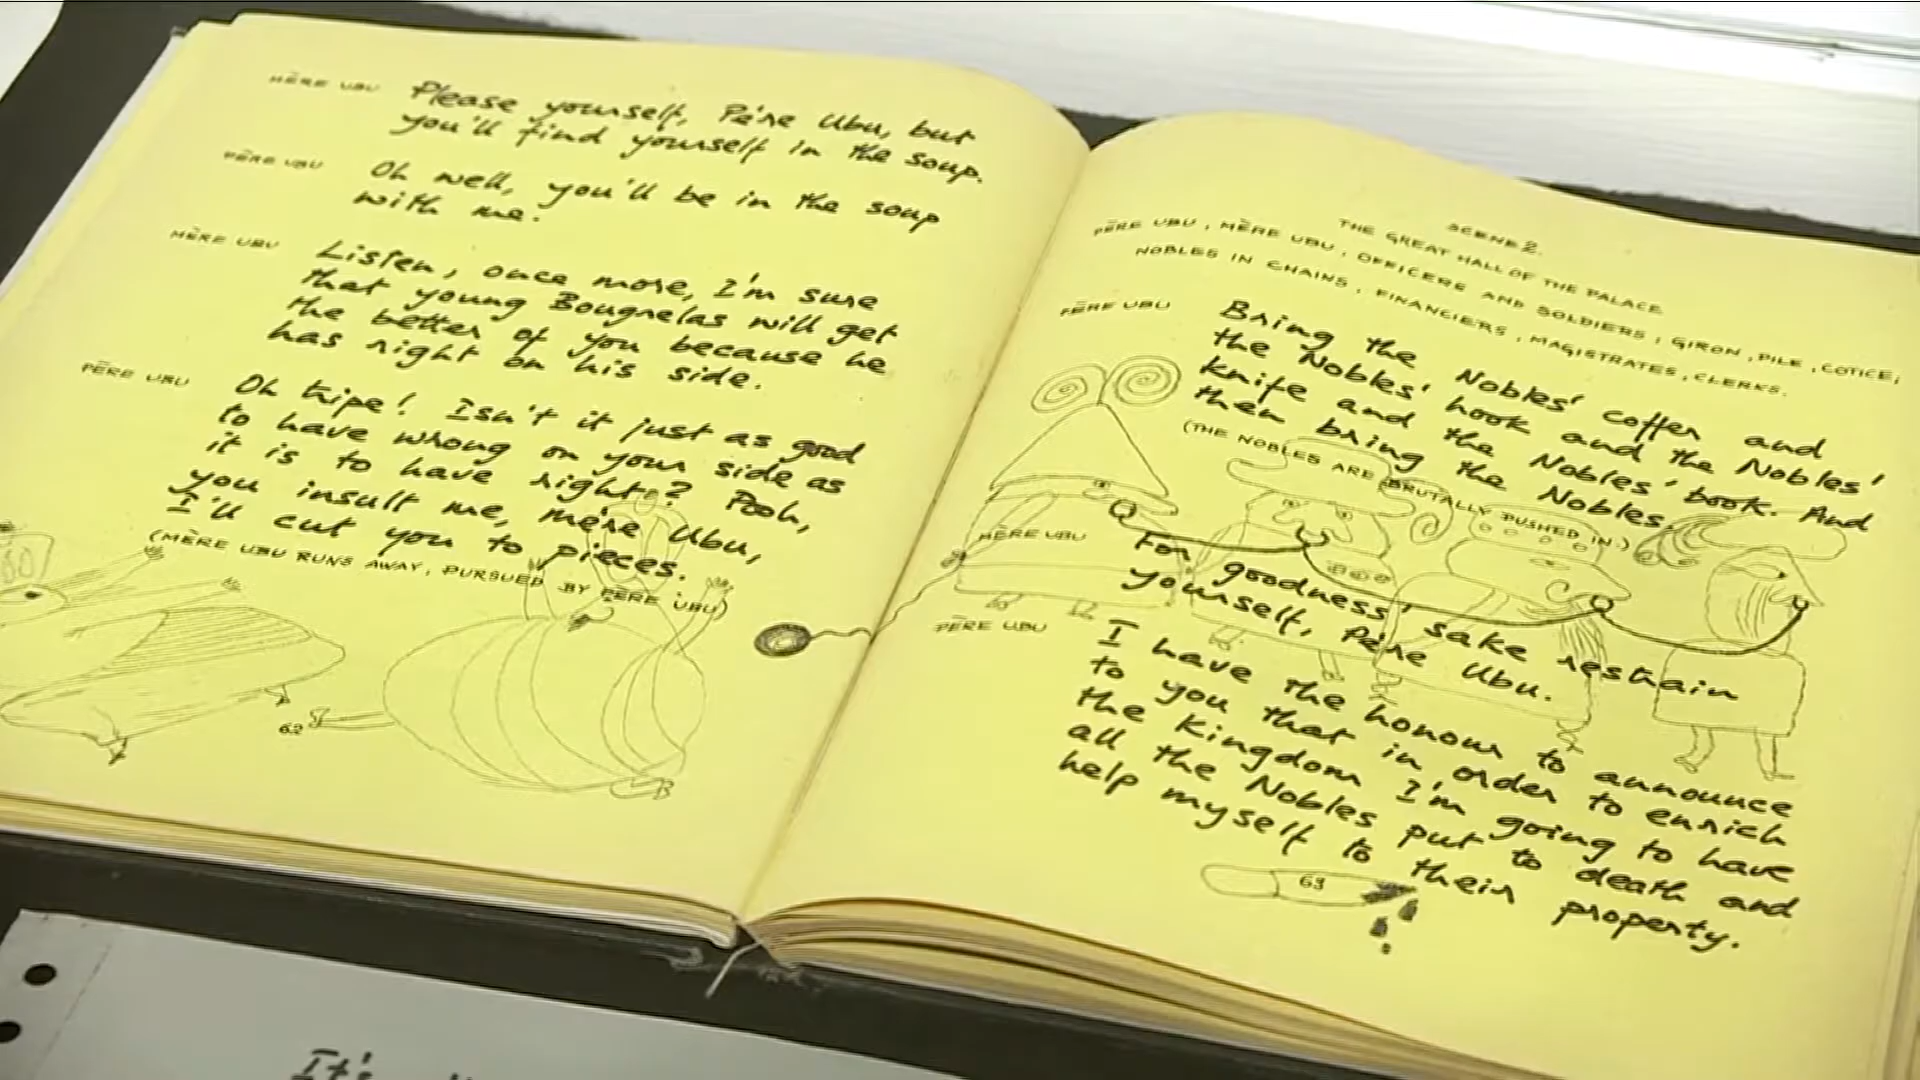 MÈRE UBU Please yourself, Père Ubu, but
you'll find yourself in the soup.
PÈRE UBU Oh well, you'll be in the soup
with me.
MÈRE UBU Listen, once more, I'm sure
that young Bougrelas will get
the better of you because he
has right on his side.
PÈRE UBU Oh tripe! Isn't it just as good
to have wrong on your side as
it is to have right? Pooh,
you insult me, Mère Ubu,
I'll cut you to pieces.
(MÈRE UBU RUNS AWAY, PURSUED BY PÈRE UBU)
62
SCENE 2.
THE GREAT HALL OF THE PALACE
PÈRE UBU, MÈRE UBU, OFFICERS AND SOLDIERS; GIRON, PILE, COTICE;
NOBLES IN CHAINS, FINANCIERS, MAGISTRATES, CLERKS.
PÈRE UBU Bring the Nobles' coffer and
the Nobles' hook and the Nobles'
knife and the Nobles' book. And
then bring the Nobles.
(THE NOBLES ARE BRUTALLY PUSHED IN.)
MÈRE UBU For goodness' sake restrain
yourself, Père Ubu.
PÈRE UBU I have the honour to announce
to you that in order to enrich
the Kingdom I'm going to have
all the Nobles put to death and
help myself to their property.
63
It's